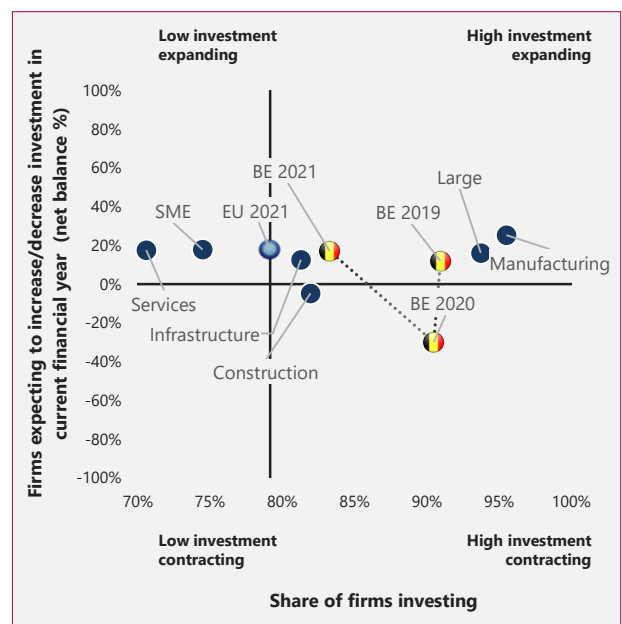 Low investment
expanding
High investment
expanding
Firms expecting to increase/decrease investment in
current financial year (net balance %)
100%
80%
60%
40%
20%
0%
-20%
-40%
-60%
-80%
-100%
BE 2021
Large
SME
EU 2021
BE 2019
Manufacturing
Services
BE 2020
Infrastructure
Construction
70%
75%
80%
85%
90%
95%
100%
Low investment
contracting
High investment
contracting
Share of firms investing